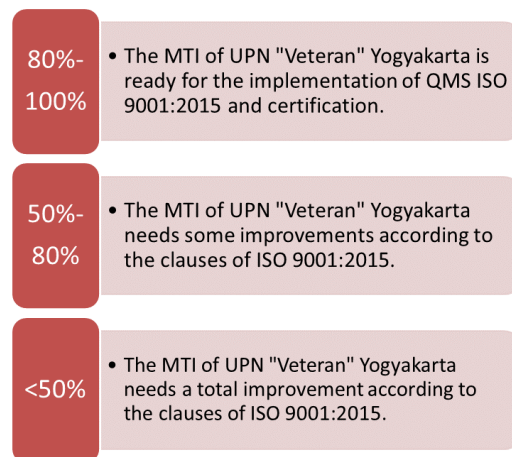 80%-
100%
• The MTI of UPN "Veteran" Yogyakarta is
ready for the implementation of QMS ISO
9001:2015 and certification.
50%-
80%
• The MTI of UPN "Veteran" Yogyakarta
needs some improvements according to
the clauses of ISO 9001:2015.
<50%
• The MTI of UPN "Veteran" Yogyakarta
needs a total improvement according to
the clauses of ISO 9001:2015.